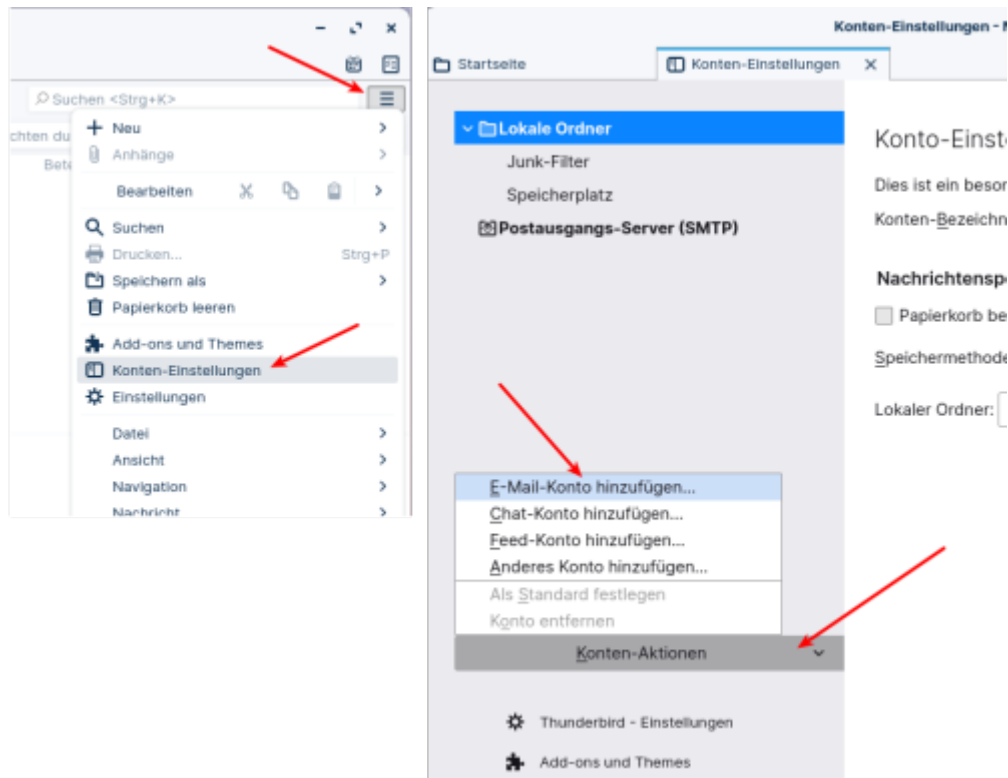 Suchen <Strg+K>
chten du
Bete
Neu
Anhänge
Bearbeiten
Suchen
Drucken... Strg+P
Speichern als
Papierkorb leeren
Add-ons und Themes
Konten-Einstellungen
Einstellungen
Datei
Ansicht
Navigation
Nachricht
Konten-Einstellungen - M
Startseite Konten-Einstellungen
Lokale Ordner
Junk-Filter
Speicherplatz
Postausgangs-Server (SMTP)
Konto-Einst
Dies ist ein beson
Konten-Bezeichn
Nachrichtensp
Papierkorb be
Speichermethode
Lokaler Ordner:
E-Mail-Konto hinzufügen...
Chat-Konto hinzufügen...
Feed-Konto hinzufügen...
Anderes Konto hinzufügen...
Als Standard festlegen
Konto entfernen
Konten-Aktionen
Thunderbird - Einstellungen
Add-ons und Themes